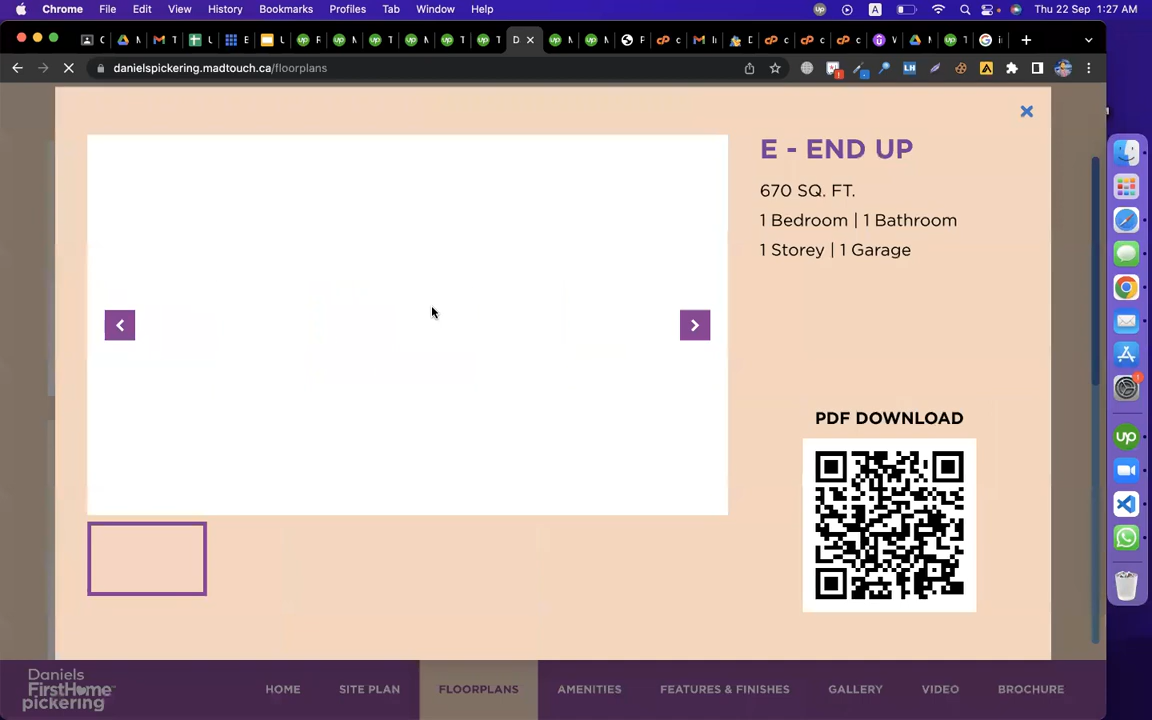 Chrome File Edit View History Bookmarks Profiles Tab Window Help A Thu 22 Sep 1:27 AM
danielspickering.madtouch.ca/floorplans
E - END UP
670 SQ. FT.
1 Bedroom | 1 Bathroom
1 Storey | 1 Garage
PDF DOWNLOAD
Daniels
FirstHome
pickering
HOME SITE PLAN FLOORPLANS AMENITIES FEATURES & FINISHES GALLERY VIDEO BROCHURE